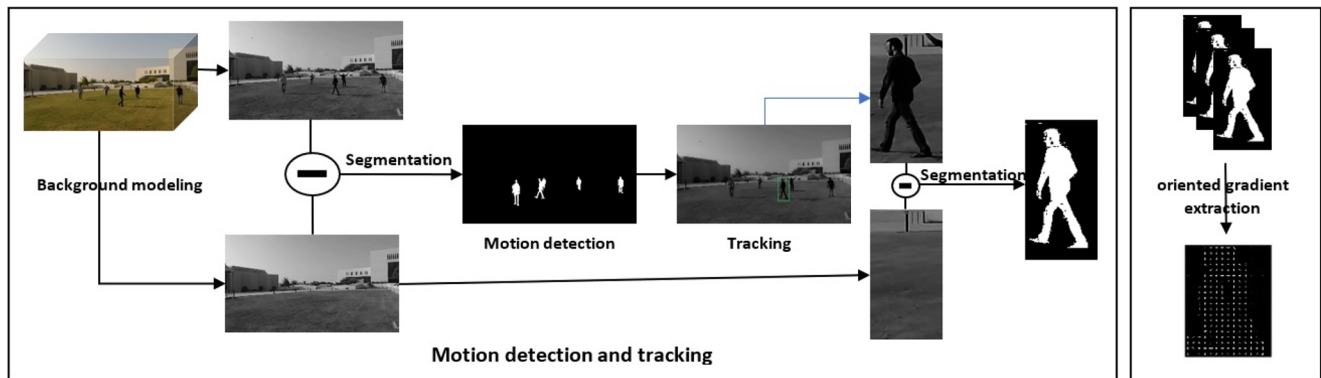 Background modeling
Segmentation
Motion detection
Tracking
Segmentation
Motion detection and tracking
oriented gradient
extraction